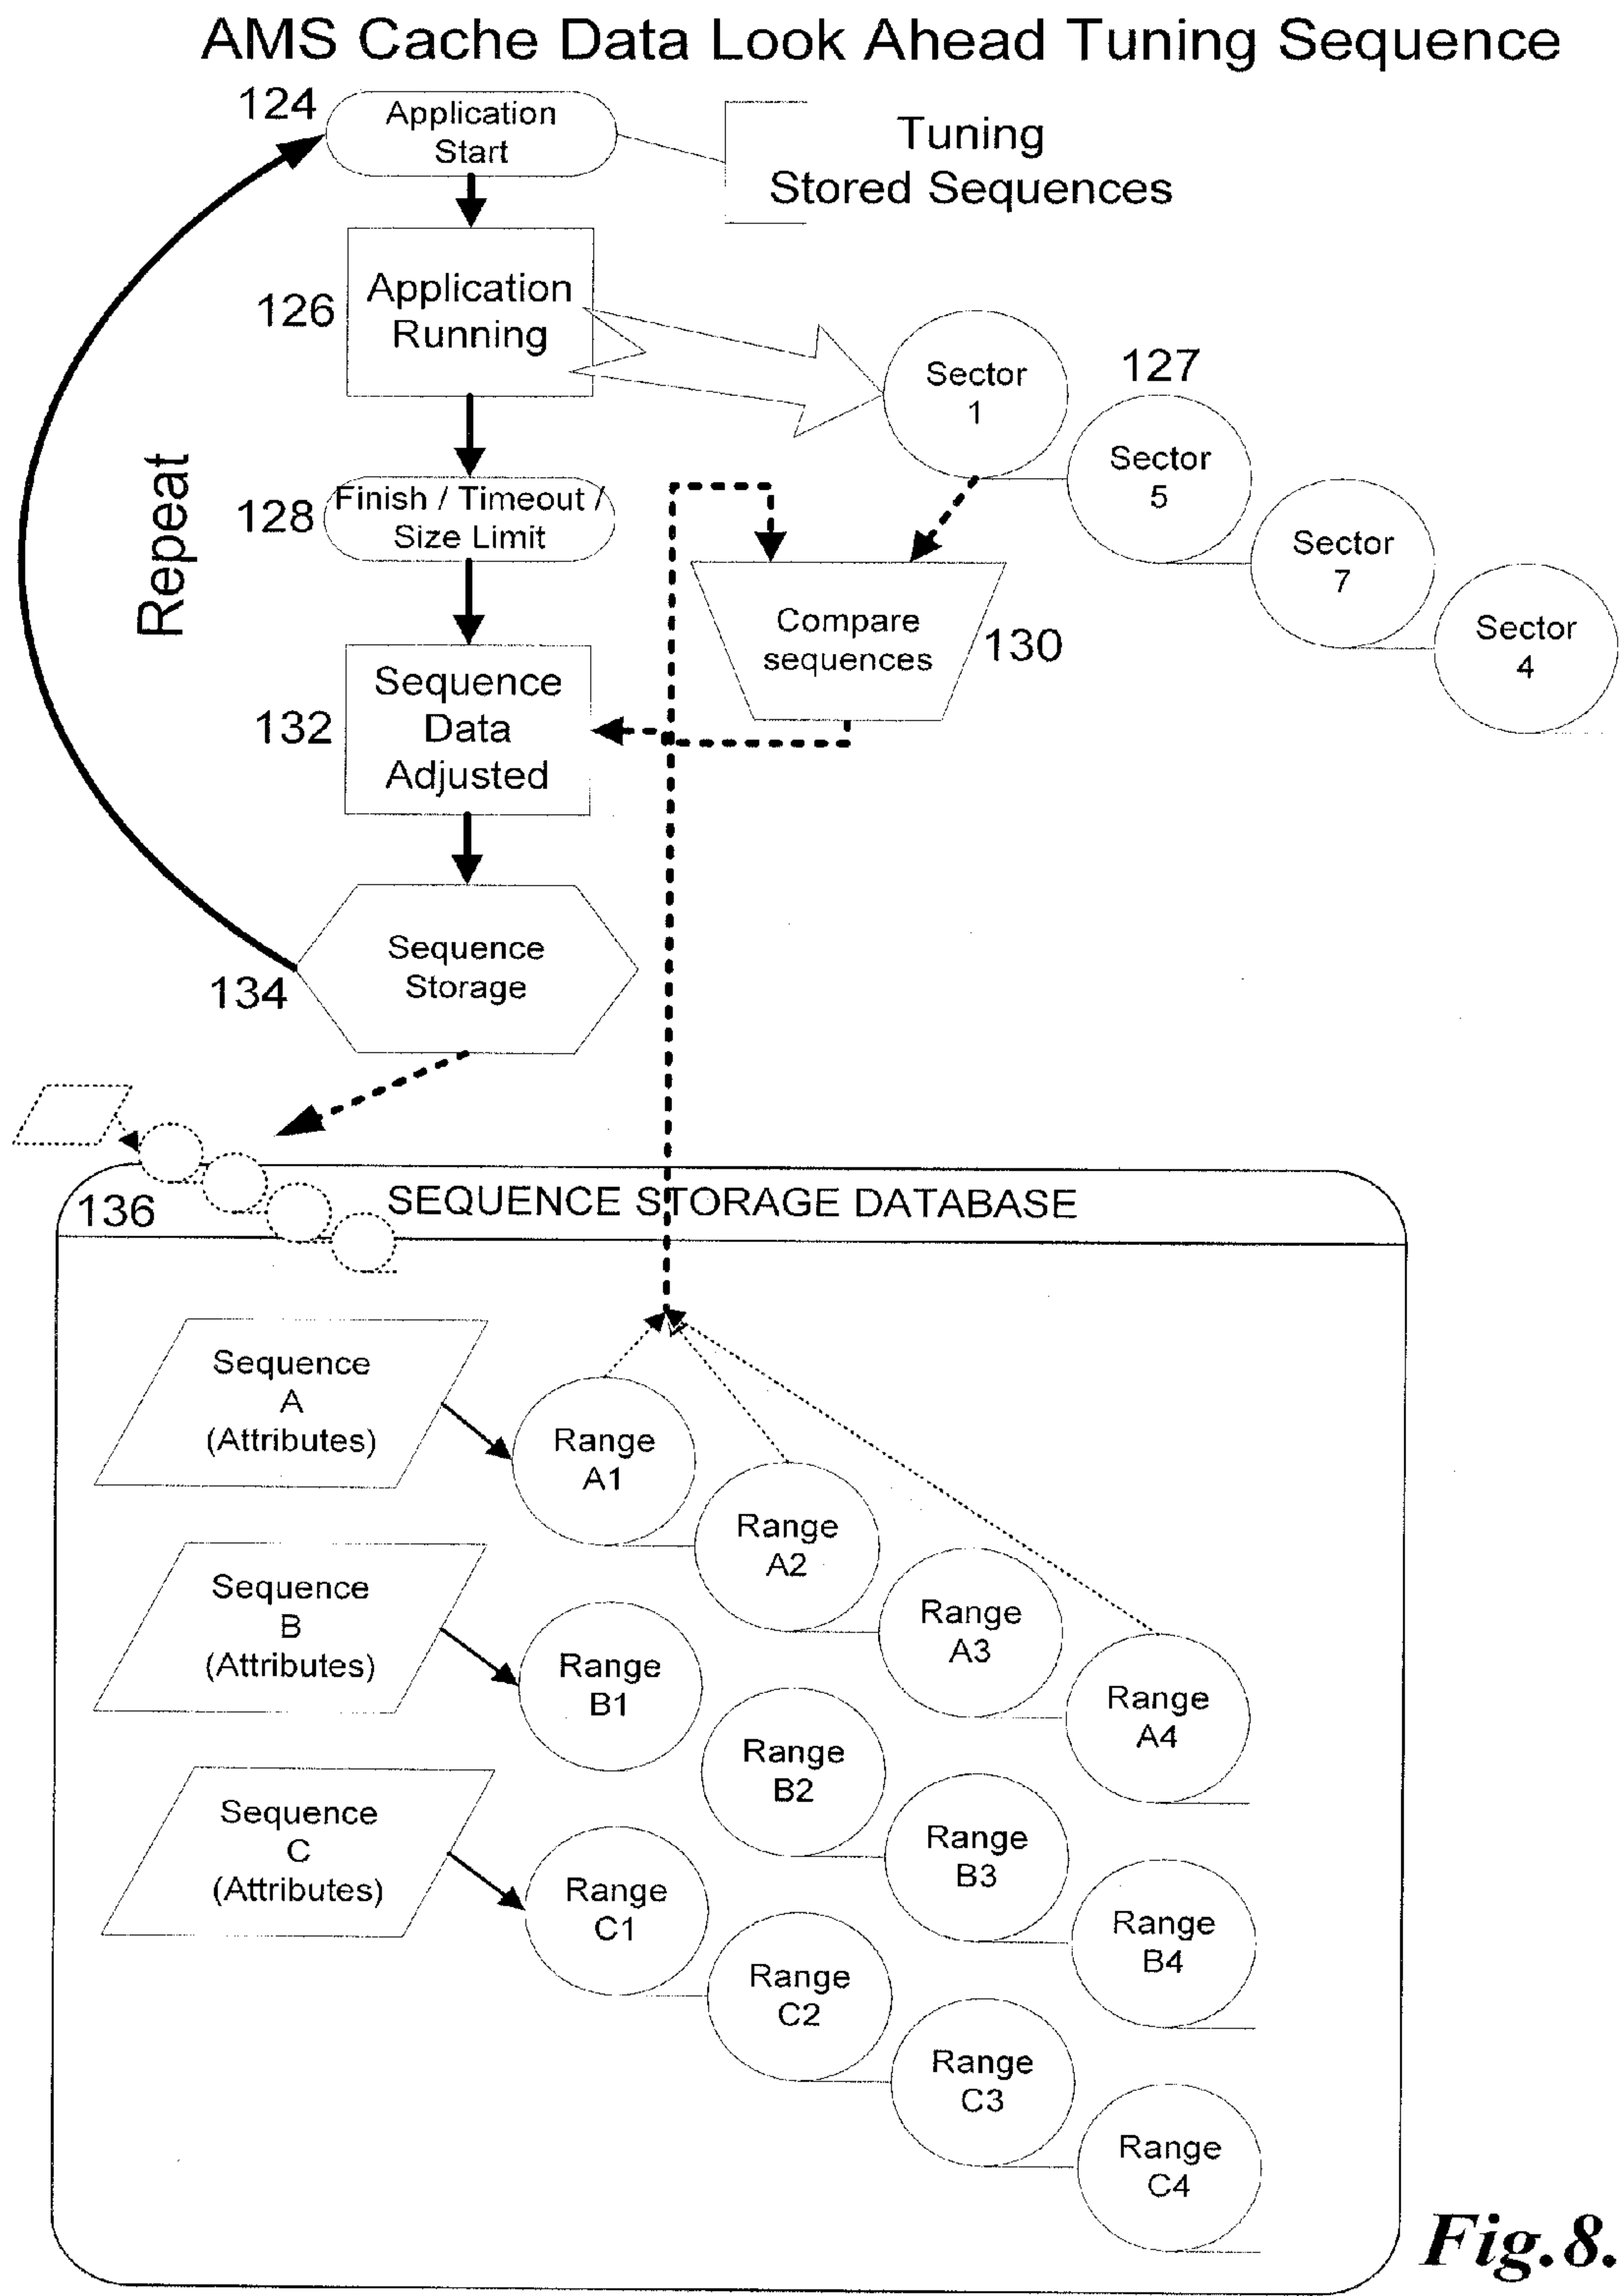 AMS Cache Data Look Ahead Tuning Sequence
124
Application
Start
Tuning
Stored Sequences
126
Application
Running
Sector
1
127
Sector
5
Sector
7
Sector
4
Repeat
128
Finish / Timeout /
Size Limit
Compare
sequences
130
132
Sequence
Data
Adjusted
134
Sequence
Storage
136
SEQUENCE STORAGE DATABASE
Sequence
A
(Attributes)
Range
A1
Range
A2
Range
A3
Range
A4
Sequence
B
(Attributes)
Range
B1
Range
B2
Range
B3
Range
B4
Sequence
C
(Attributes)
Range
C1
Range
C2
Range
C3
Range
C4
Fig.8.